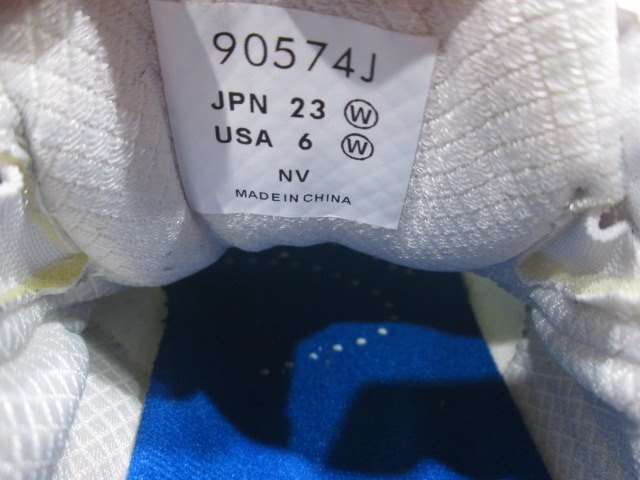 90574J
JPN 23 Ⓦ
USA 6 Ⓦ
NV
MADE IN CHINA